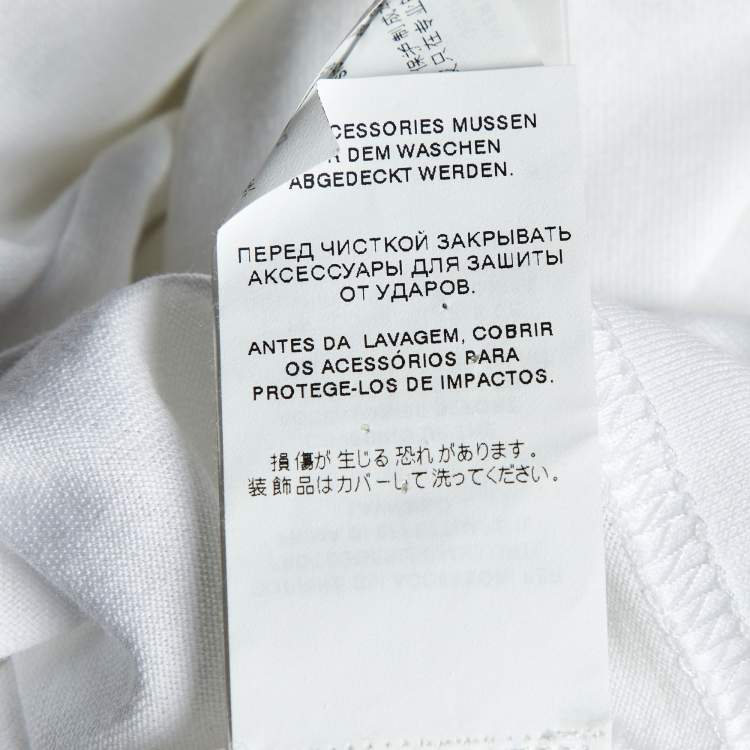 CESSORIES MUSSEN
DEM WASCHEN
ABGEDECKT WERDEN.
ПЕРЕД ЧИСТКОЙ ЗАКРЫВАТЬ
АКСЕССУАРЫ ДЛЯ ЗАШИТЫ
ОТ УДАРОВ.
ANTES DA LAVAGEM, COBRIR
OS ACESSÓRIOS PARA
PROTEGE-LOS DE IMPACTOS.
損傷が生じる恐れがあります。
装飾品はカバーして洗ってください。